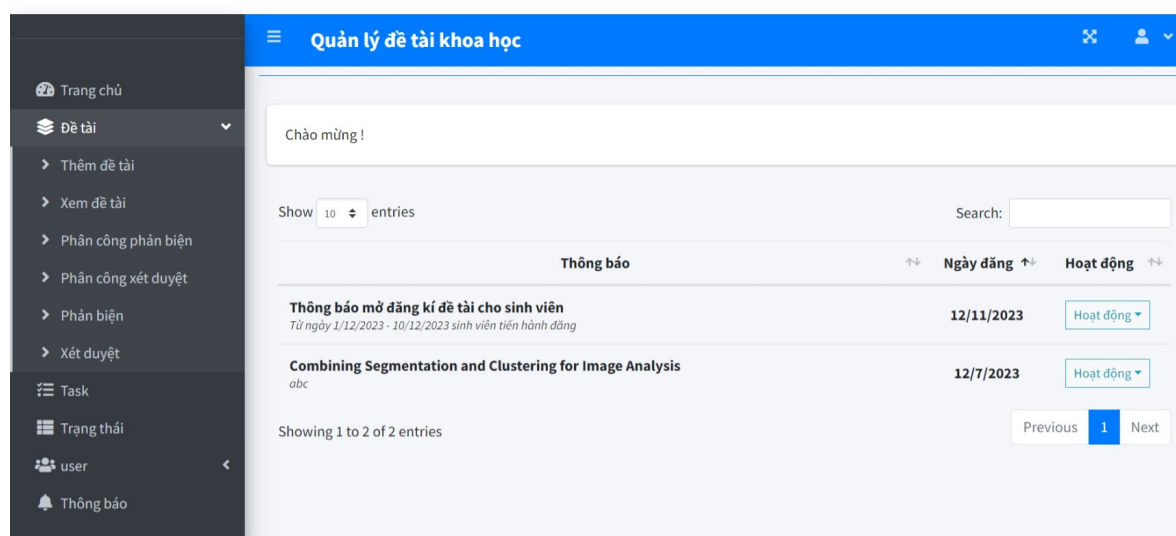 Quản lý đề tài khoa học
Trang chủ
Đề tài
Thêm đề tài
Xem đề tài
Phân công phản biện
Phân công xét duyệt
Phản biện
Xét duyệt
Task
Trạng thái
user
Thông báo
Chào mừng !
Show 10 entries
Search:
Thông báo Ngày đăng Hoạt động
Thông báo mở đăng kí đề tài cho sinh viên
Từ ngày 1/12/2023 - 10/12/2023 sinh viên tiến hành đăng
12/11/2023 Hoạt động
Combining Segmentation and Clustering for Image Analysis
abc
12/7/2023 Hoạt động
Showing 1 to 2 of 2 entries
Previous 1 Next